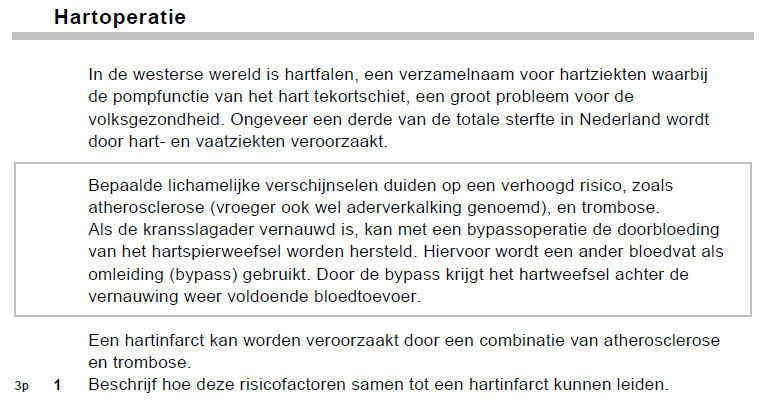 Hartoperatie
In de westerse wereld is hartfalen, een verzamelnaam voor hartziekten waarbij
de pompfunctie van het hart tekortschiet, een groot probleem voor de
volksgezondheid. Ongeveer een derde van de totale sterfte in Nederland wordt
door hart- en vaatziekten veroorzaakt.
Bepaalde lichamelijke verschijnselen duiden op een verhoogd risico, zoals
atherosclerose (vroeger ook wel aderverkalking genoemd), en trombose.
Als de kransslagader vernauwd is, kan met een bypassoperatie de doorbloeding
van het hartspierweefsel worden hersteld. Hiervoor wordt een ander bloedvat als
omleiding (bypass) gebruikt. Door de bypass krijgt het hartweefsel achter de
vernauwing weer voldoende bloedtoevoer.
Een hartinfarct kan worden veroorzaakt door een combinatie van atherosclerose
en trombose.
3p 1 Beschrijf hoe deze risicofactoren samen tot een hartinfarct kunnen leiden.